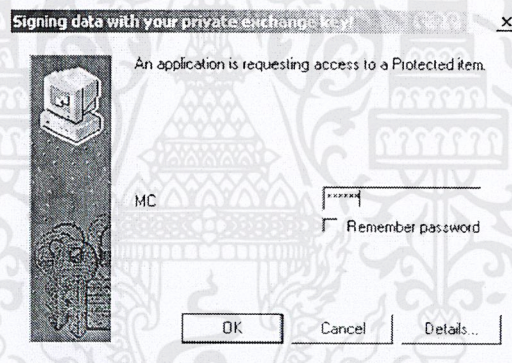 Signing data with your private exchange key!
An application is requesting access to a Protected item.
MC
××××××
Remember password
OK Cancel Details...